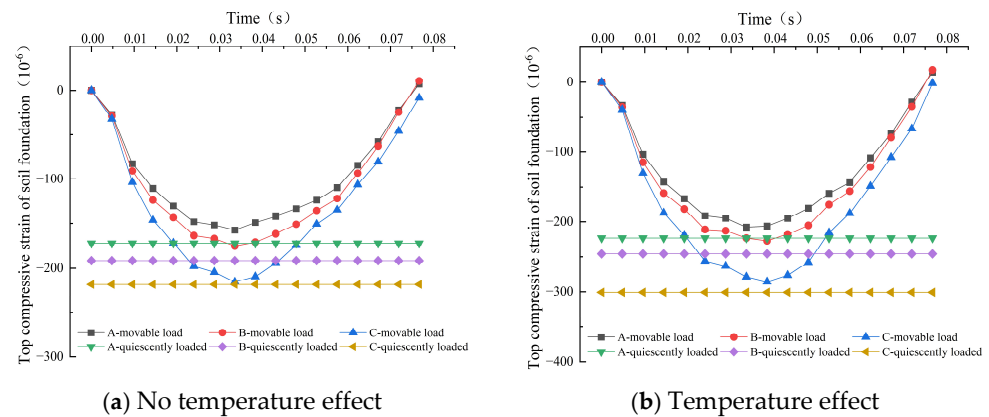 Time（s）
0.00 0.01 0.02 0.03 0.04 0.05 0.06 0.07 0.08
Top compressive strain of soil foundation（10⁻⁶）
0
−100
−200
−300
A-movable load B-movable load C-movable load
A-quiescently loaded B-quiescently loaded C-quiescently loaded
(a) No temperature effect
Time（s）
0.00 0.01 0.02 0.03 0.04 0.05 0.06 0.07 0.08
Top compressive strain of soil foundation（10⁻⁶）
0
−100
−200
−300
−400
A-movable load B-movable load C-movable load
A-quiescently loaded B-quiescently loaded C-quiescently loaded
(b) Temperature effect